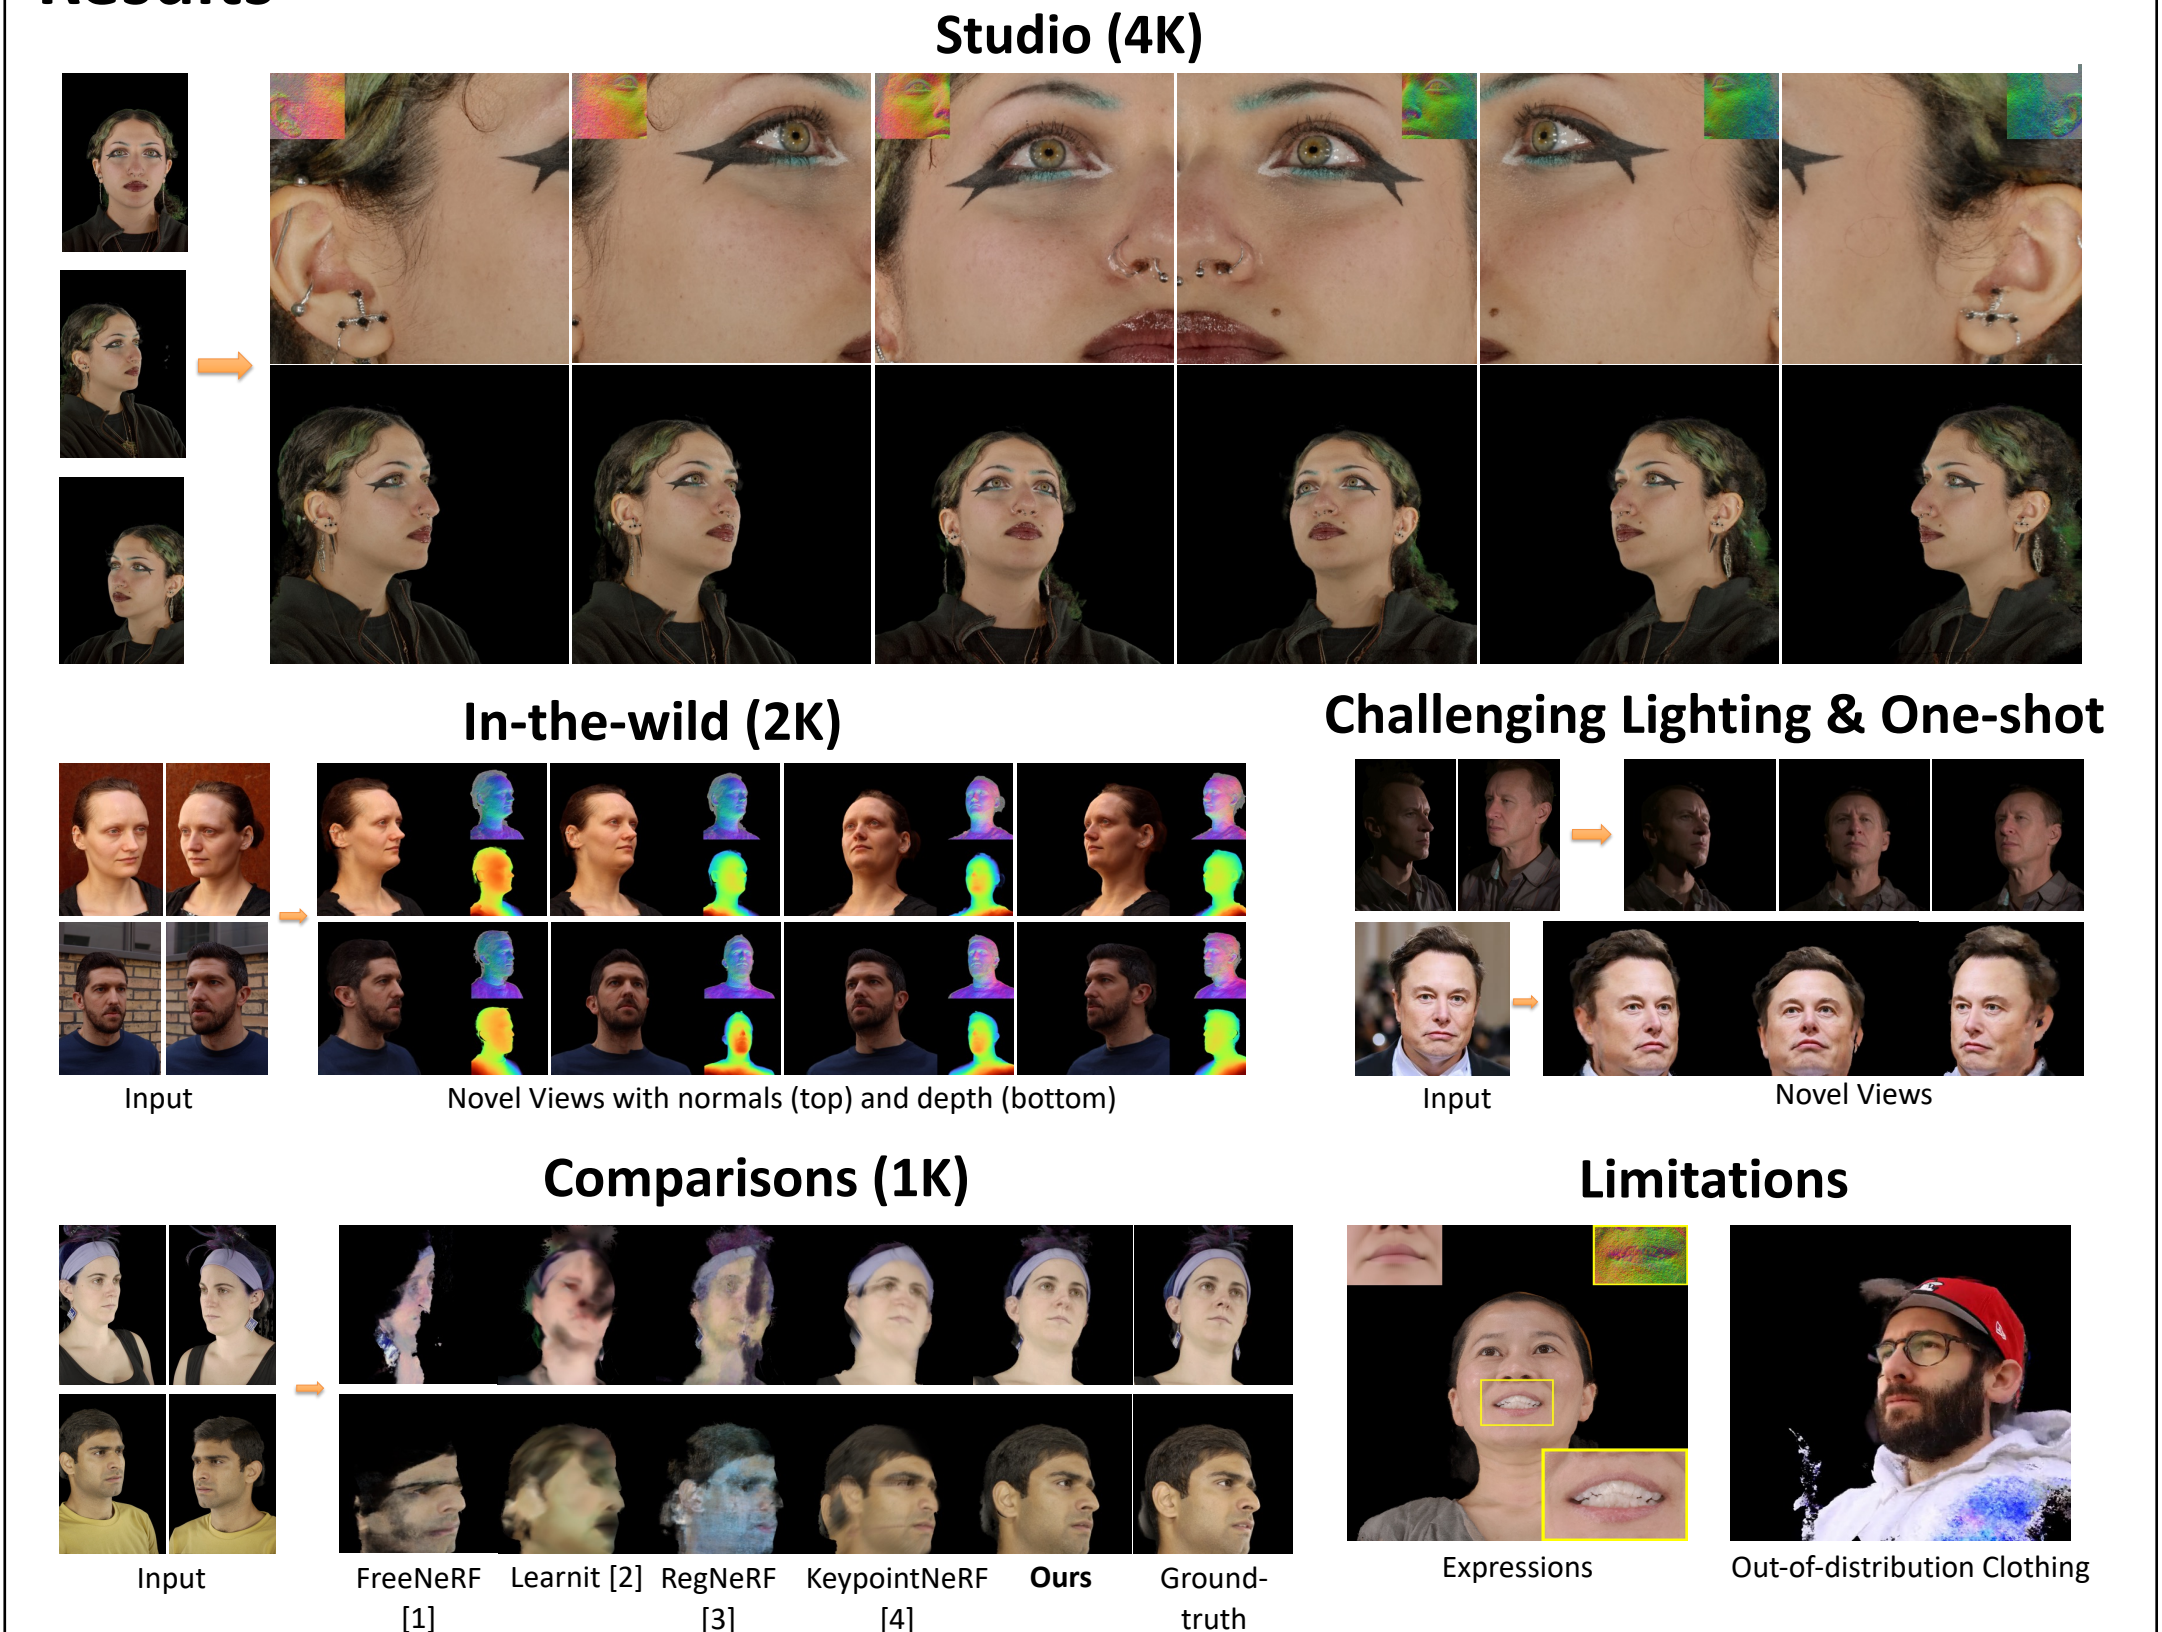 Results
Studio (4K)
In-the-wild (2K)
Challenging Lighting & One-shot
Input
Novel Views with normals (top) and depth (bottom)
Input
Novel Views
Comparisons (1K)
Limitations
Input
FreeNeRF
[1]
Learnit [2]
RegNeRF
[3]
KeypointNeRF
[4]
Ours
Ground-
truth
Expressions
Out-of-distribution Clothing